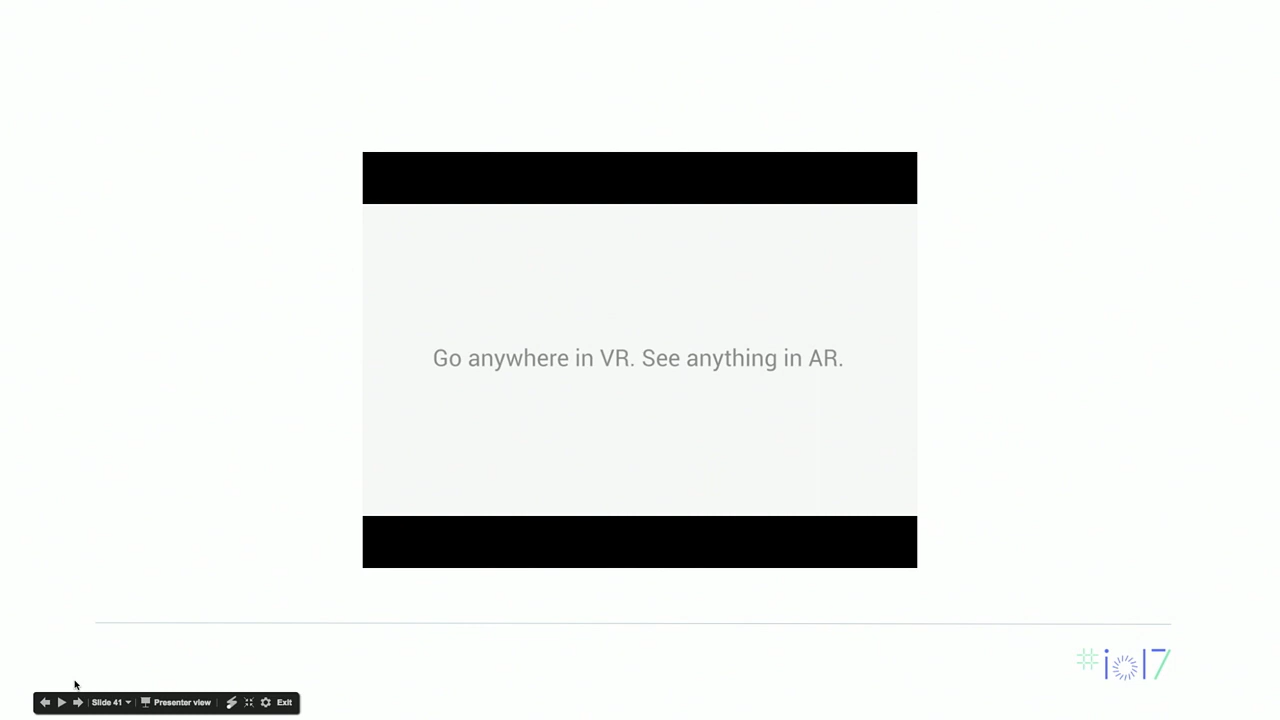 Go anywhere in VR. See anything in AR.
#io17
Slide 41
Presenter view
Exit